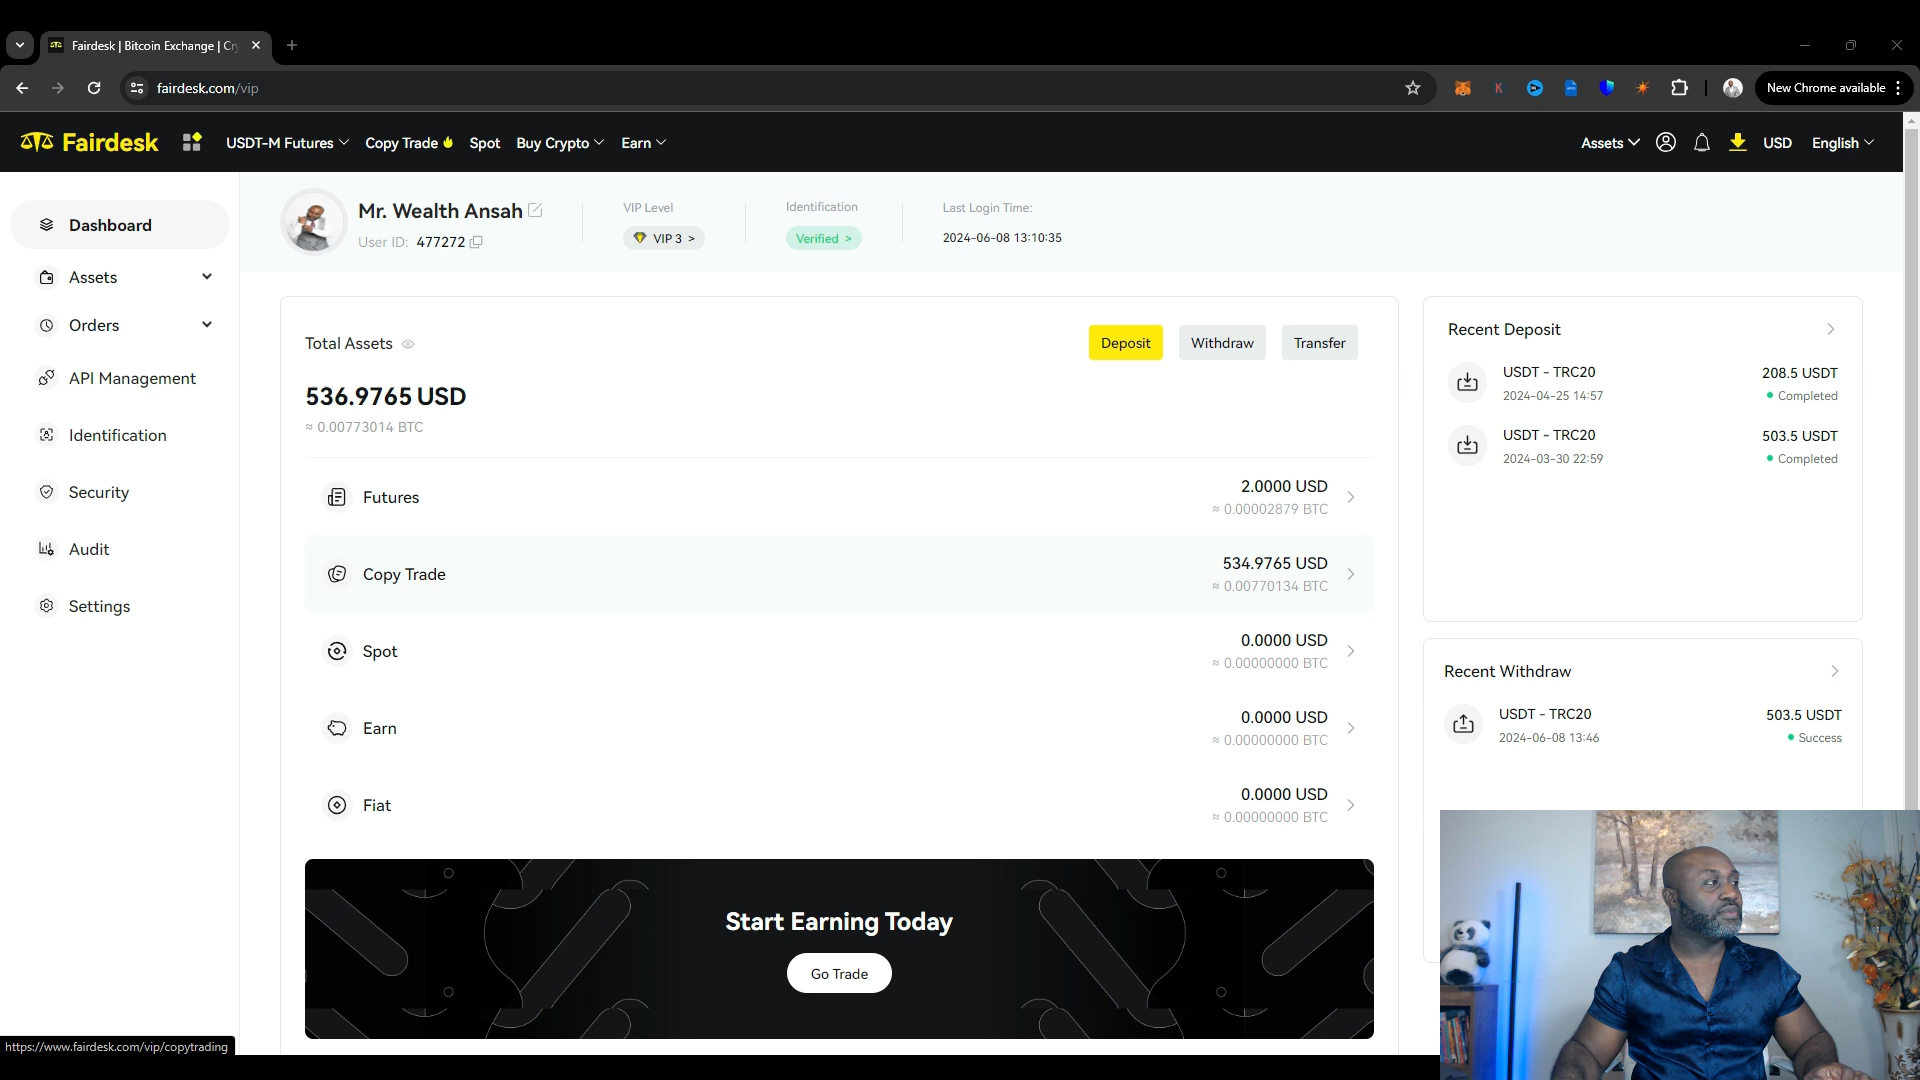 Fairdesk | Bitcoin Exchange | Cry
fairdesk.com/vip
New Chrome available
Fairdesk
USDT-M Futures
Copy Trade
Spot
Buy Crypto
Earn
Assets
USD
English
Dashboard
Assets
Orders
API Management
Identification
Security
Audit
Settings
Mr. Wealth Ansah
User ID: 477272
VIP Level
VIP 3 >
Identification
Verified >
Last Login Time:
2024-06-08 13:10:35
Total Assets
Deposit
Withdraw
Transfer
536.9765 USD
≈ 0.00773014 BTC
Futures
2.0000 USD
≈ 0.00002879 BTC
Copy Trade
534.9765 USD
≈ 0.00770134 BTC
Spot
0.0000 USD
≈ 0.00000000 BTC
Earn
0.0000 USD
≈ 0.00000000 BTC
Fiat
0.0000 USD
≈ 0.00000000 BTC
Start Earning Today
Go Trade
Recent Deposit
USDT - TRC20
208.5 USDT
2024-04-25 14:57
Completed
USDT - TRC20
503.5 USDT
2024-03-30 22:59
Completed
Recent Withdraw
USDT - TRC20
503.5 USDT
2024-06-08 13:46
Success
https://www.fairdesk.com/vip/copytrading